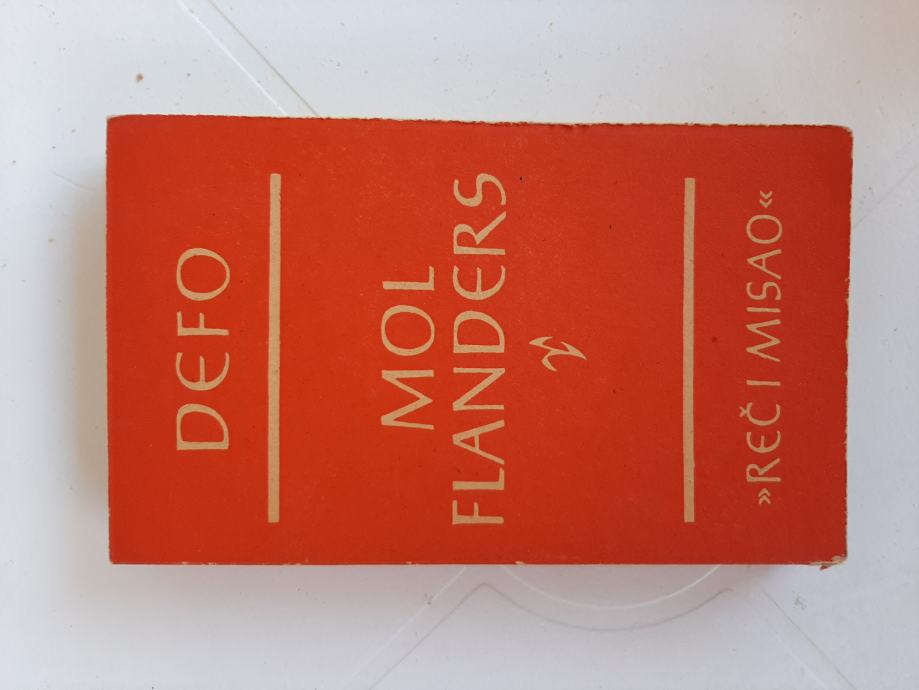 DEFO
MOL
FLANDERS
»REČ I MISAO«